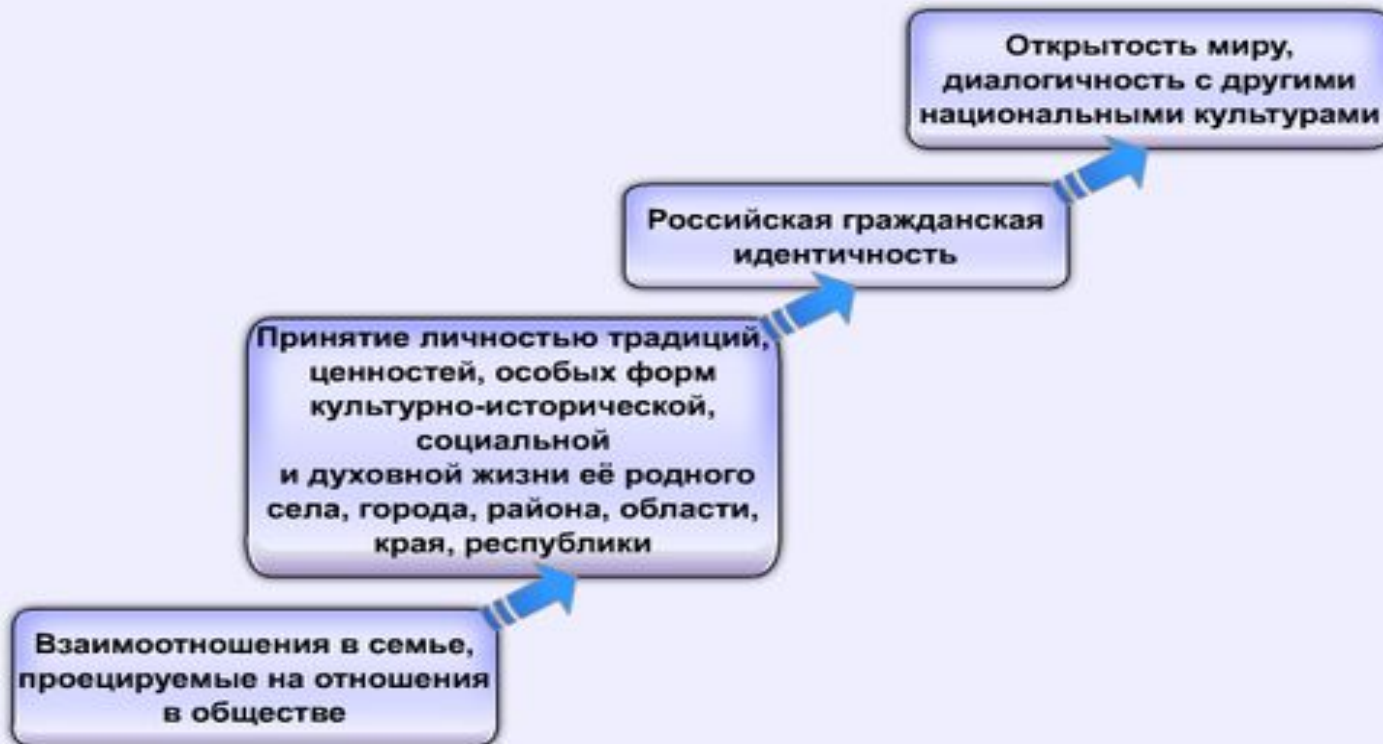 Открытость миру,
диалогичность с другими
национальными культурами
Российская гражданская
идентичность
Принятие личностью традиций,
ценностей, особых форм
культурно-исторической,
социальной
и духовной жизни её родного
села, города, района, области,
края, республики
Взаимоотношения в семье,
проецируемые на отношения
в обществе